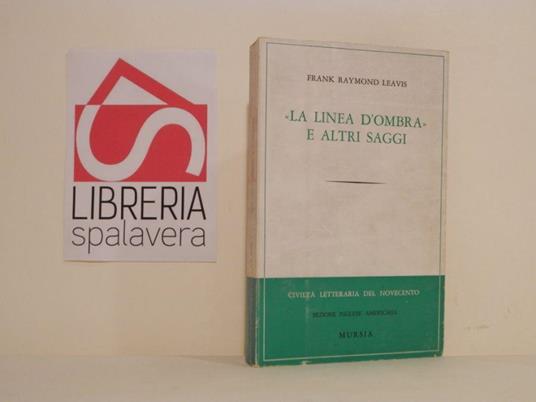 LIBRERIA
spalavera
FRANK RAYMOND LEAVIS
«LA LINEA D'OMBRA»
E ALTRI SAGGI
CIVILTÀ LETTERARIA DEL NOVECENTO
SEZIONE INGLESE AMERICANA
MURSIA